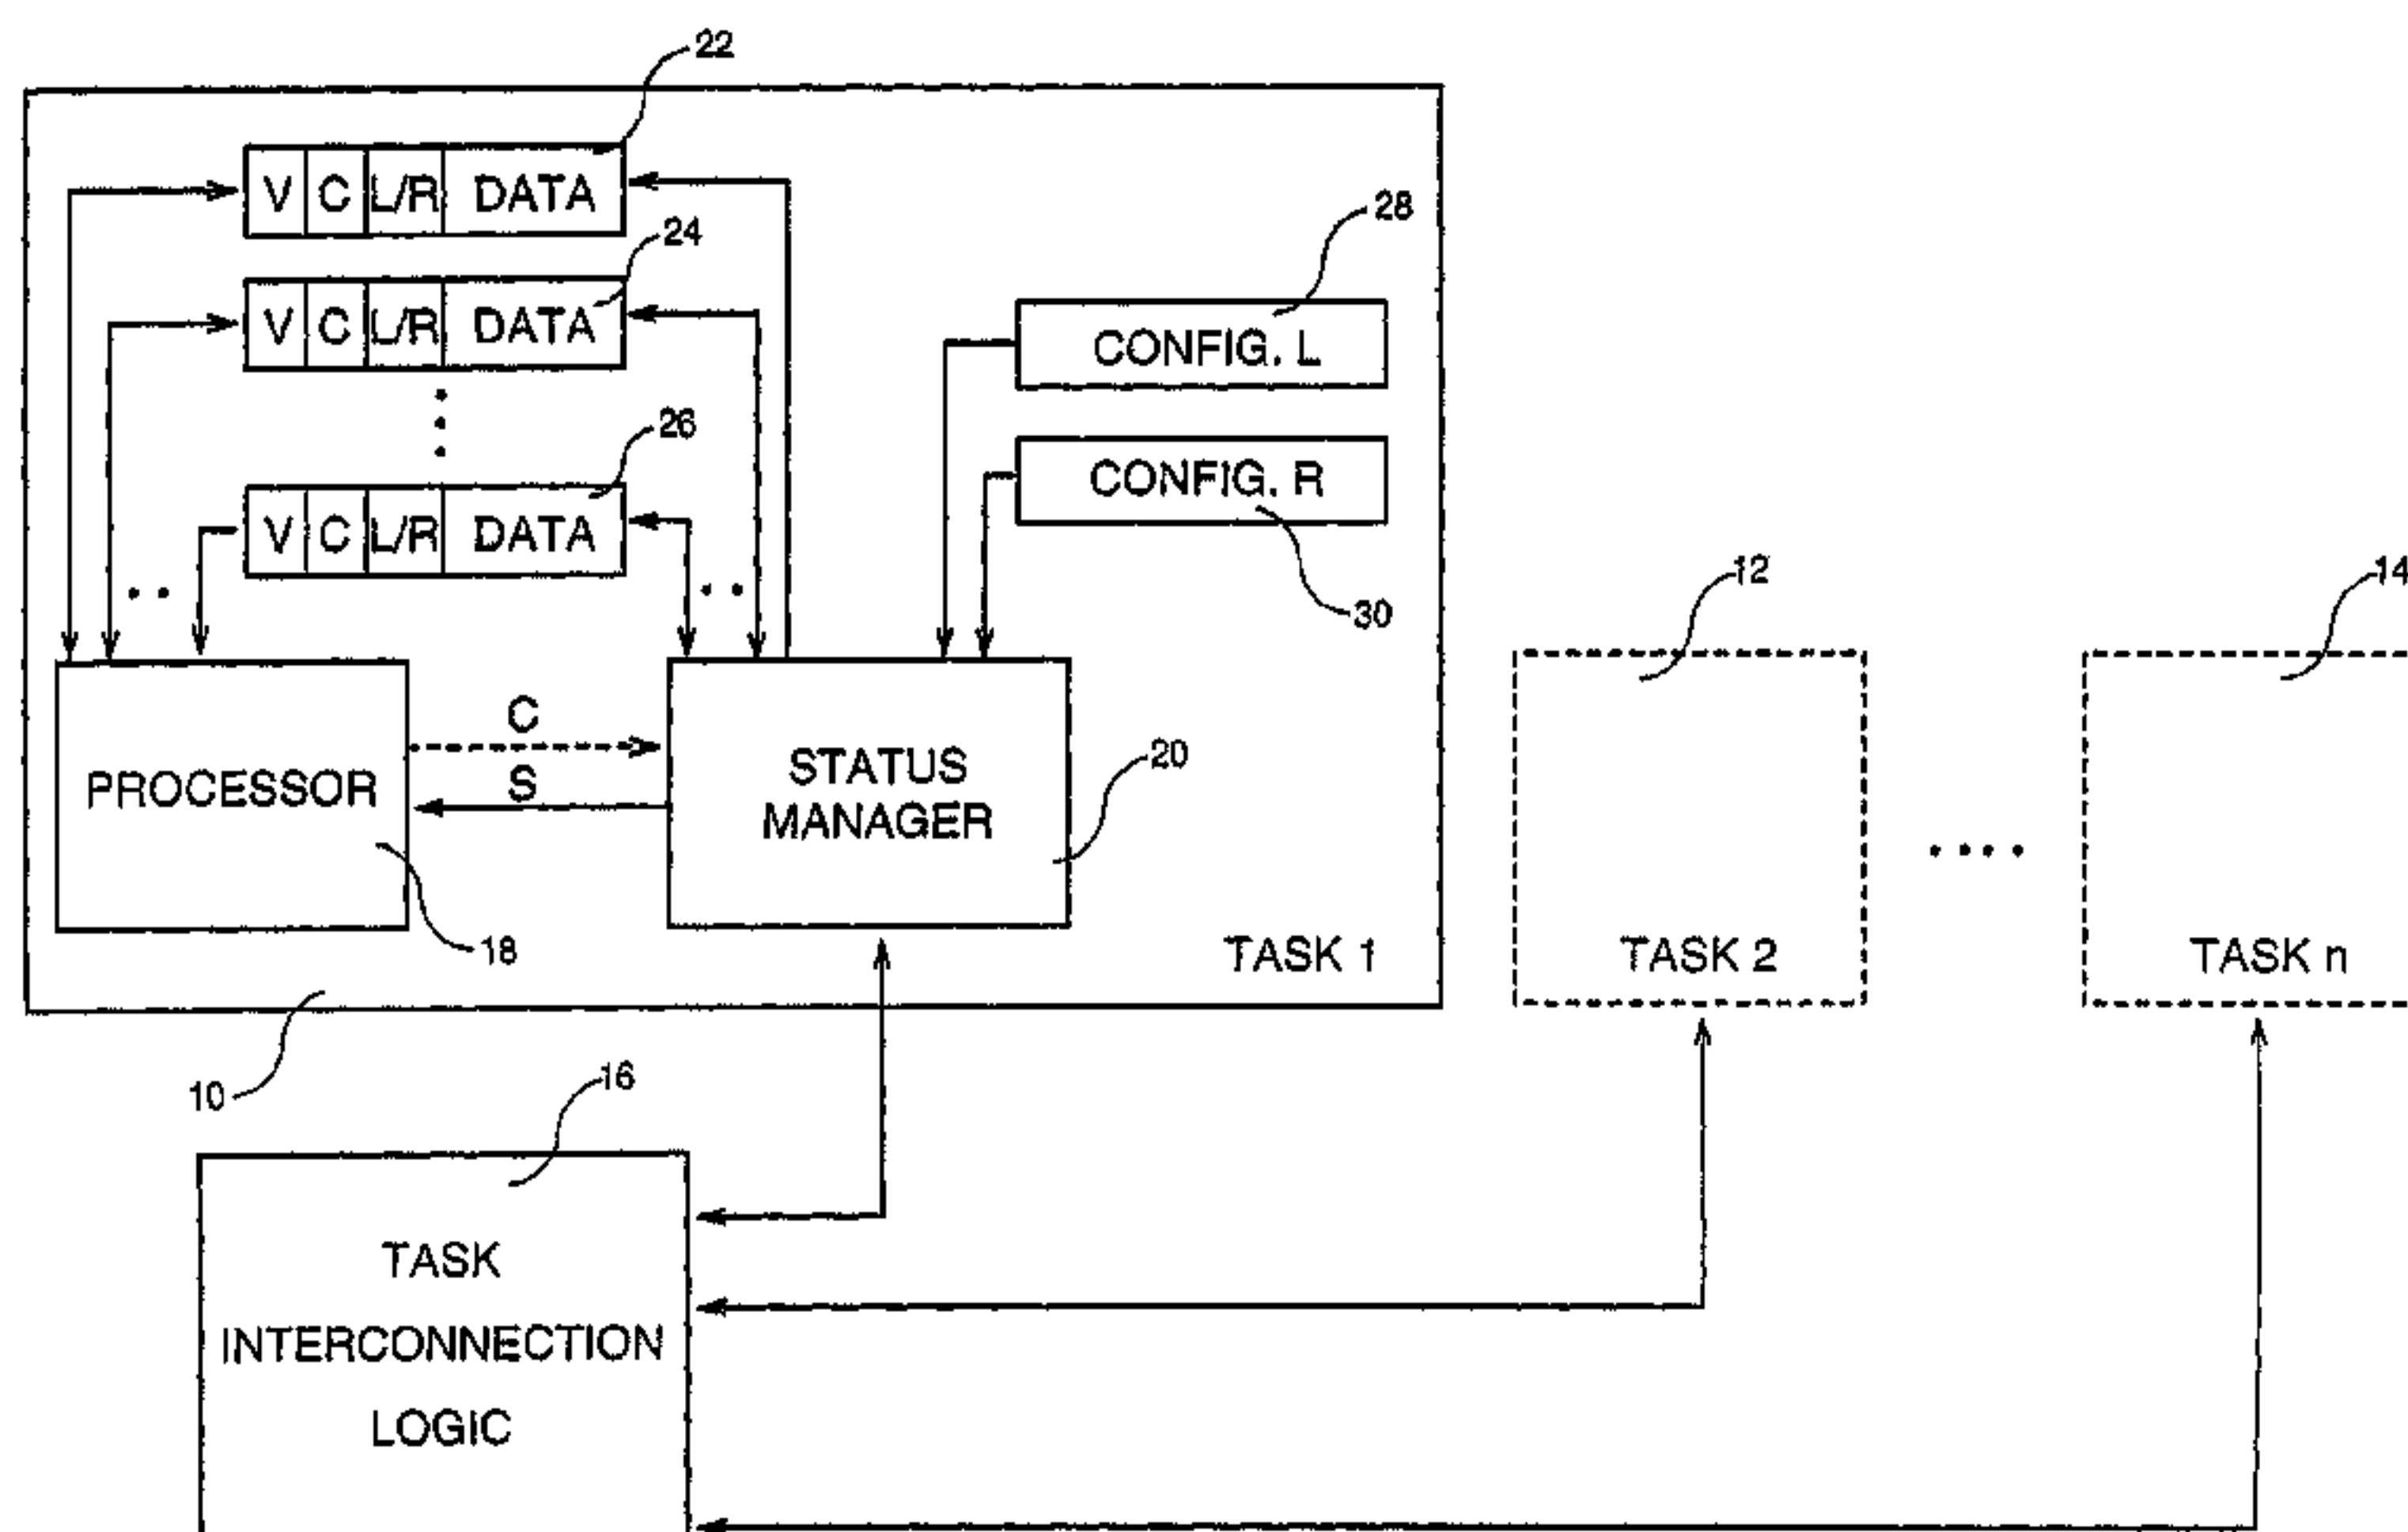 22
V C L/R DATA
24
28
V C L/R DATA
CONFIG. L
26
CONFIG. R
V C L/R DATA
30
12
14
C
S
PROCESSOR
STATUS
MANAGER
20
18
TASK 1
TASK 2
TASK n
10
16
TASK
INTERCONNECTION
LOGIC